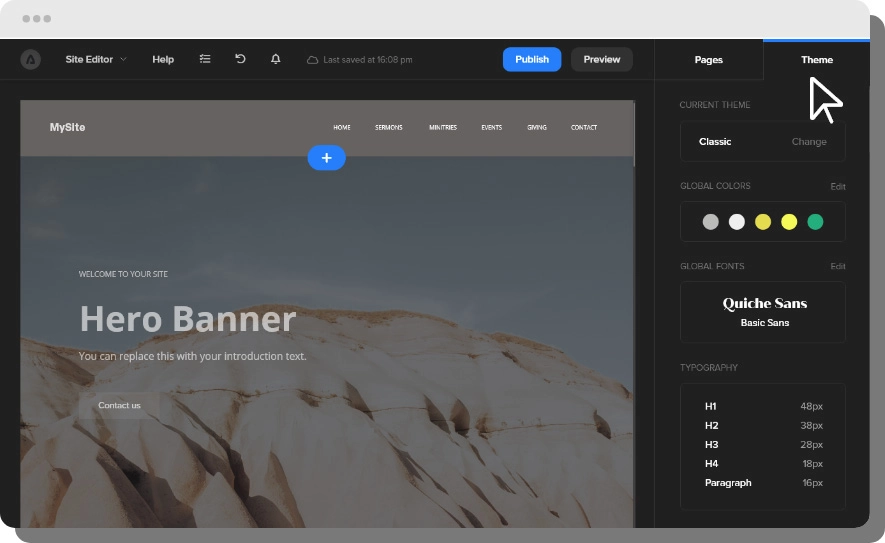 Site Editor
Help
Last saved at 16:08 pm
Publish
Preview
Pages
Theme
MySite
HOME
SERMONS
MINITRIES
EVENTS
GIVING
CONTACT
WELCOME TO YOUR SITE
Hero Banner
You can replace this with your introduction text.
Contact us
CURRENT THEME
Classic
Change
GLOBAL COLORS
Edit
GLOBAL FONTS
Edit
Quiche Sans
Basic Sans
TYPOGRAPHY
H1 48px
H2 38px
H3 28px
H4 18px
Paragraph 16px